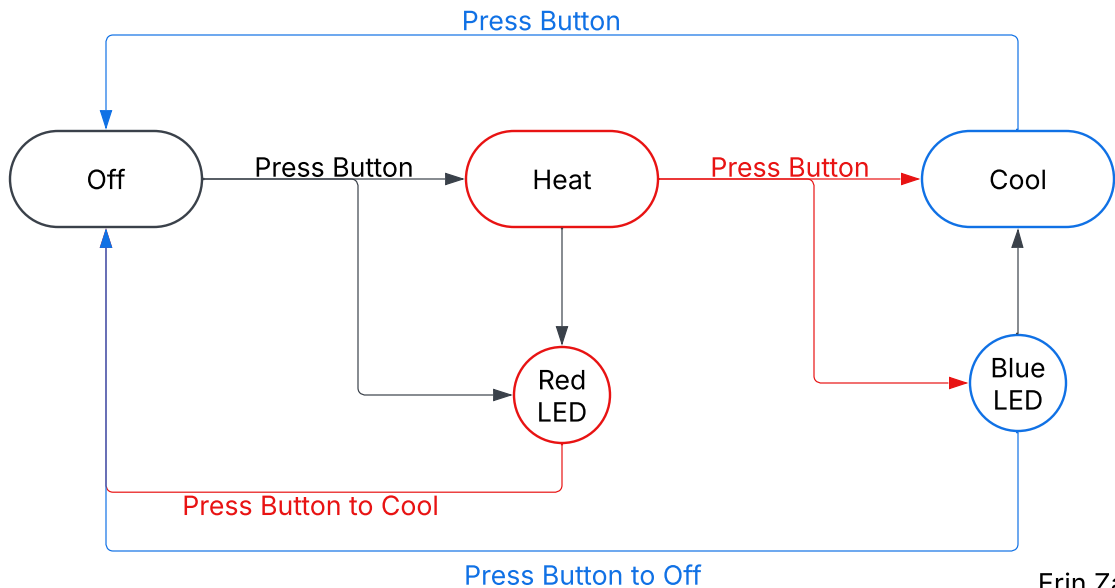 Press Button
Off
Press Button
Heat
Press Button
Cool
Red
LED
Blue
LED
Press Button to Cool
Press Button to Off
Erin